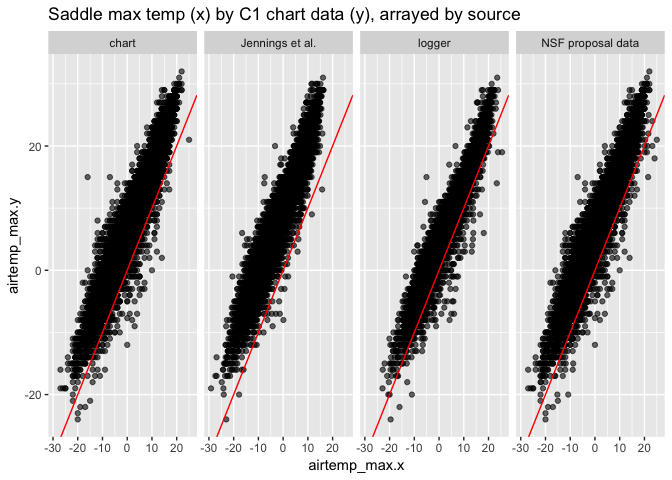 Saddle max temp (x) by C1 chart data (y), arrayed by source
chart Jennings et al. logger NSF proposal data
airtemp_max.y
20
0
-20
-30 -20 -10 0 10 20 -30 -20 -10 0 10 20 -30 -20 -10 0 10 20 -30 -20 -10 0 10 20
airtemp_max.x